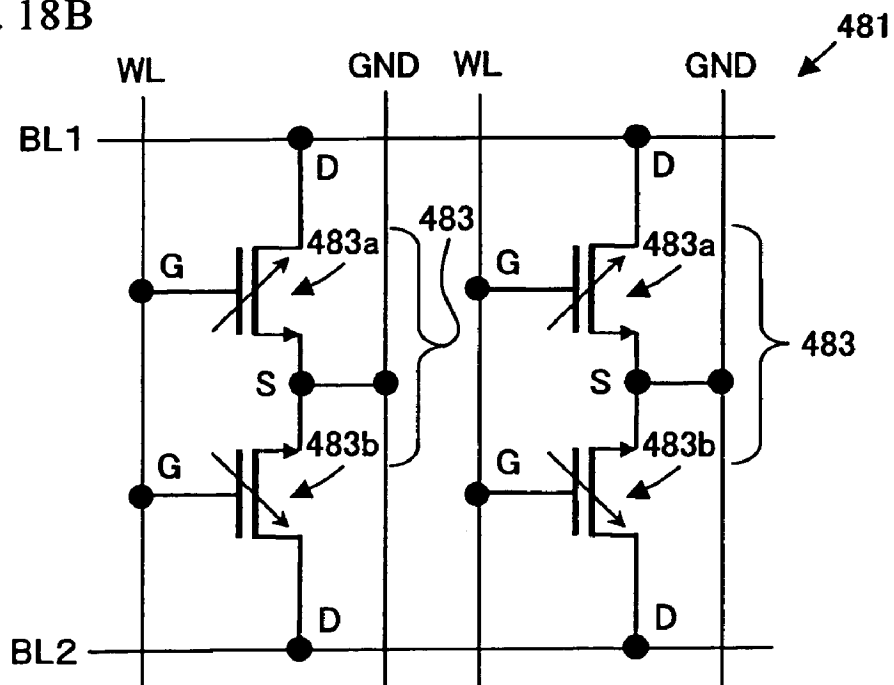 . 18B
481
WL GND WL GND
BL1
D D
483
483a 483a
G G
483
S S
483b 483b
G G
D D
BL2